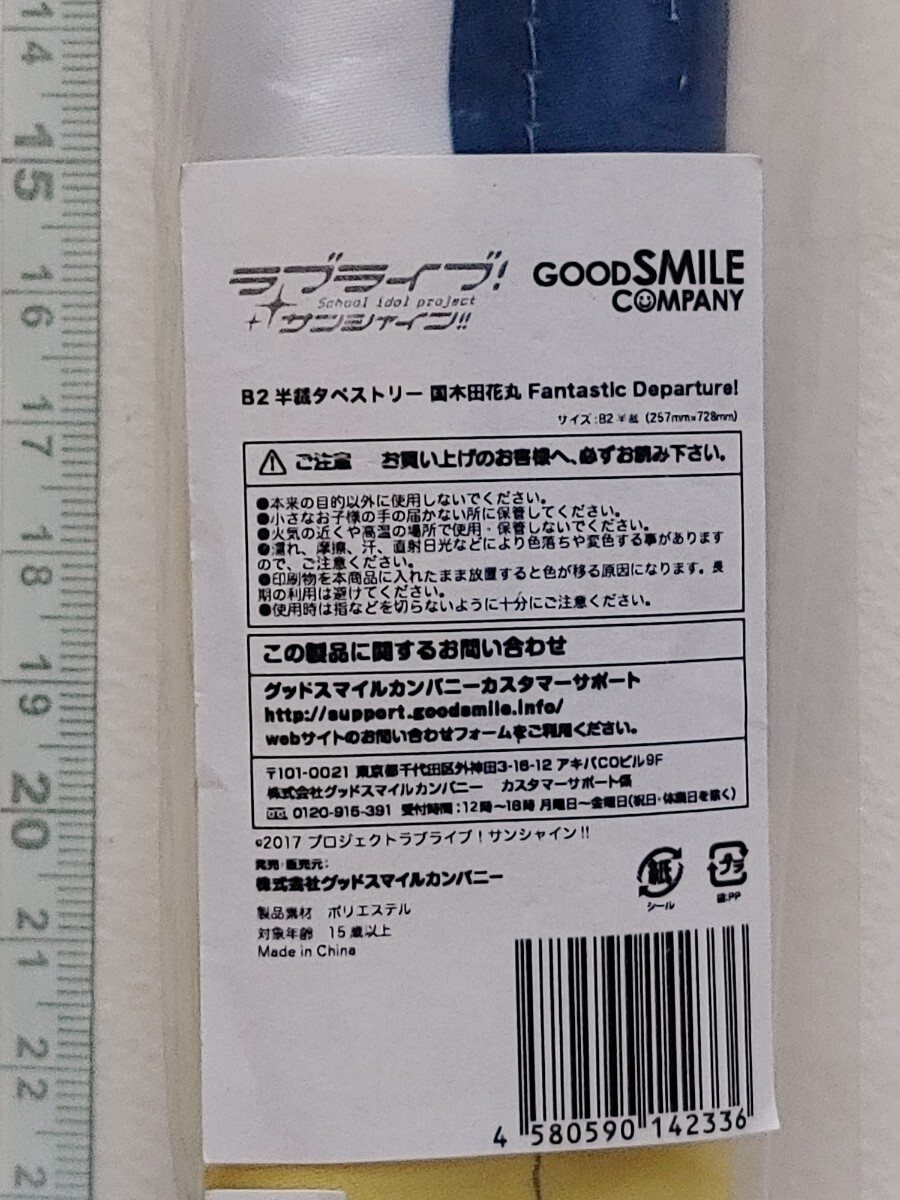 ラブライブ!
School idol project
サンシャイン!!
GOODSMILE
COMPANY
B2半裁タペストリー 国木田花丸 Fantastic Departure!
サイズ:B2半裁 (257mm×728mm)
ご注意 お買い上げのお客様へ、必ずお読み下さい。
●本来の目的以外に使用しないでください。
●小さなお子様の手の届かない所に保管してください。
●火気の近くや高温の場所で使用・保管しないでください。
●濡れ、摩擦、汗、直射日光などにより色落ちや変色する事があります
ので、ご注意ください。
●印刷物を本商品に入れたまま放置すると色が移る原因になります。長
期の利用は避けてください。
●使用時は指などを切らないように十分にご注意ください。
この製品に関するお問い合わせ
グッドスマイルカンパニーカスタマーサポート
http://support.goodsmile.info/
webサイトのお問い合わせフォームをご利用ください。
〒101-0021 東京都千代田区外神田3-16-12 アキバCOビル9F
株式会社グッドスマイルカンパニー カスタマーサポート係
0120-915-391 受付時間:12時～18時 月曜日～金曜日(祝日・休業日を除く)
©2017 プロジェクトラブライブ!サンシャイン!!
発売・販売元:
株式会社グッドスマイルカンパニー
製品素材 ポリエステル
対象年齢 15歳以上
Made in China
紙
シール
プラ
袋:PP
4 580590 142336
14
15
16
17
18
19
20
21
22